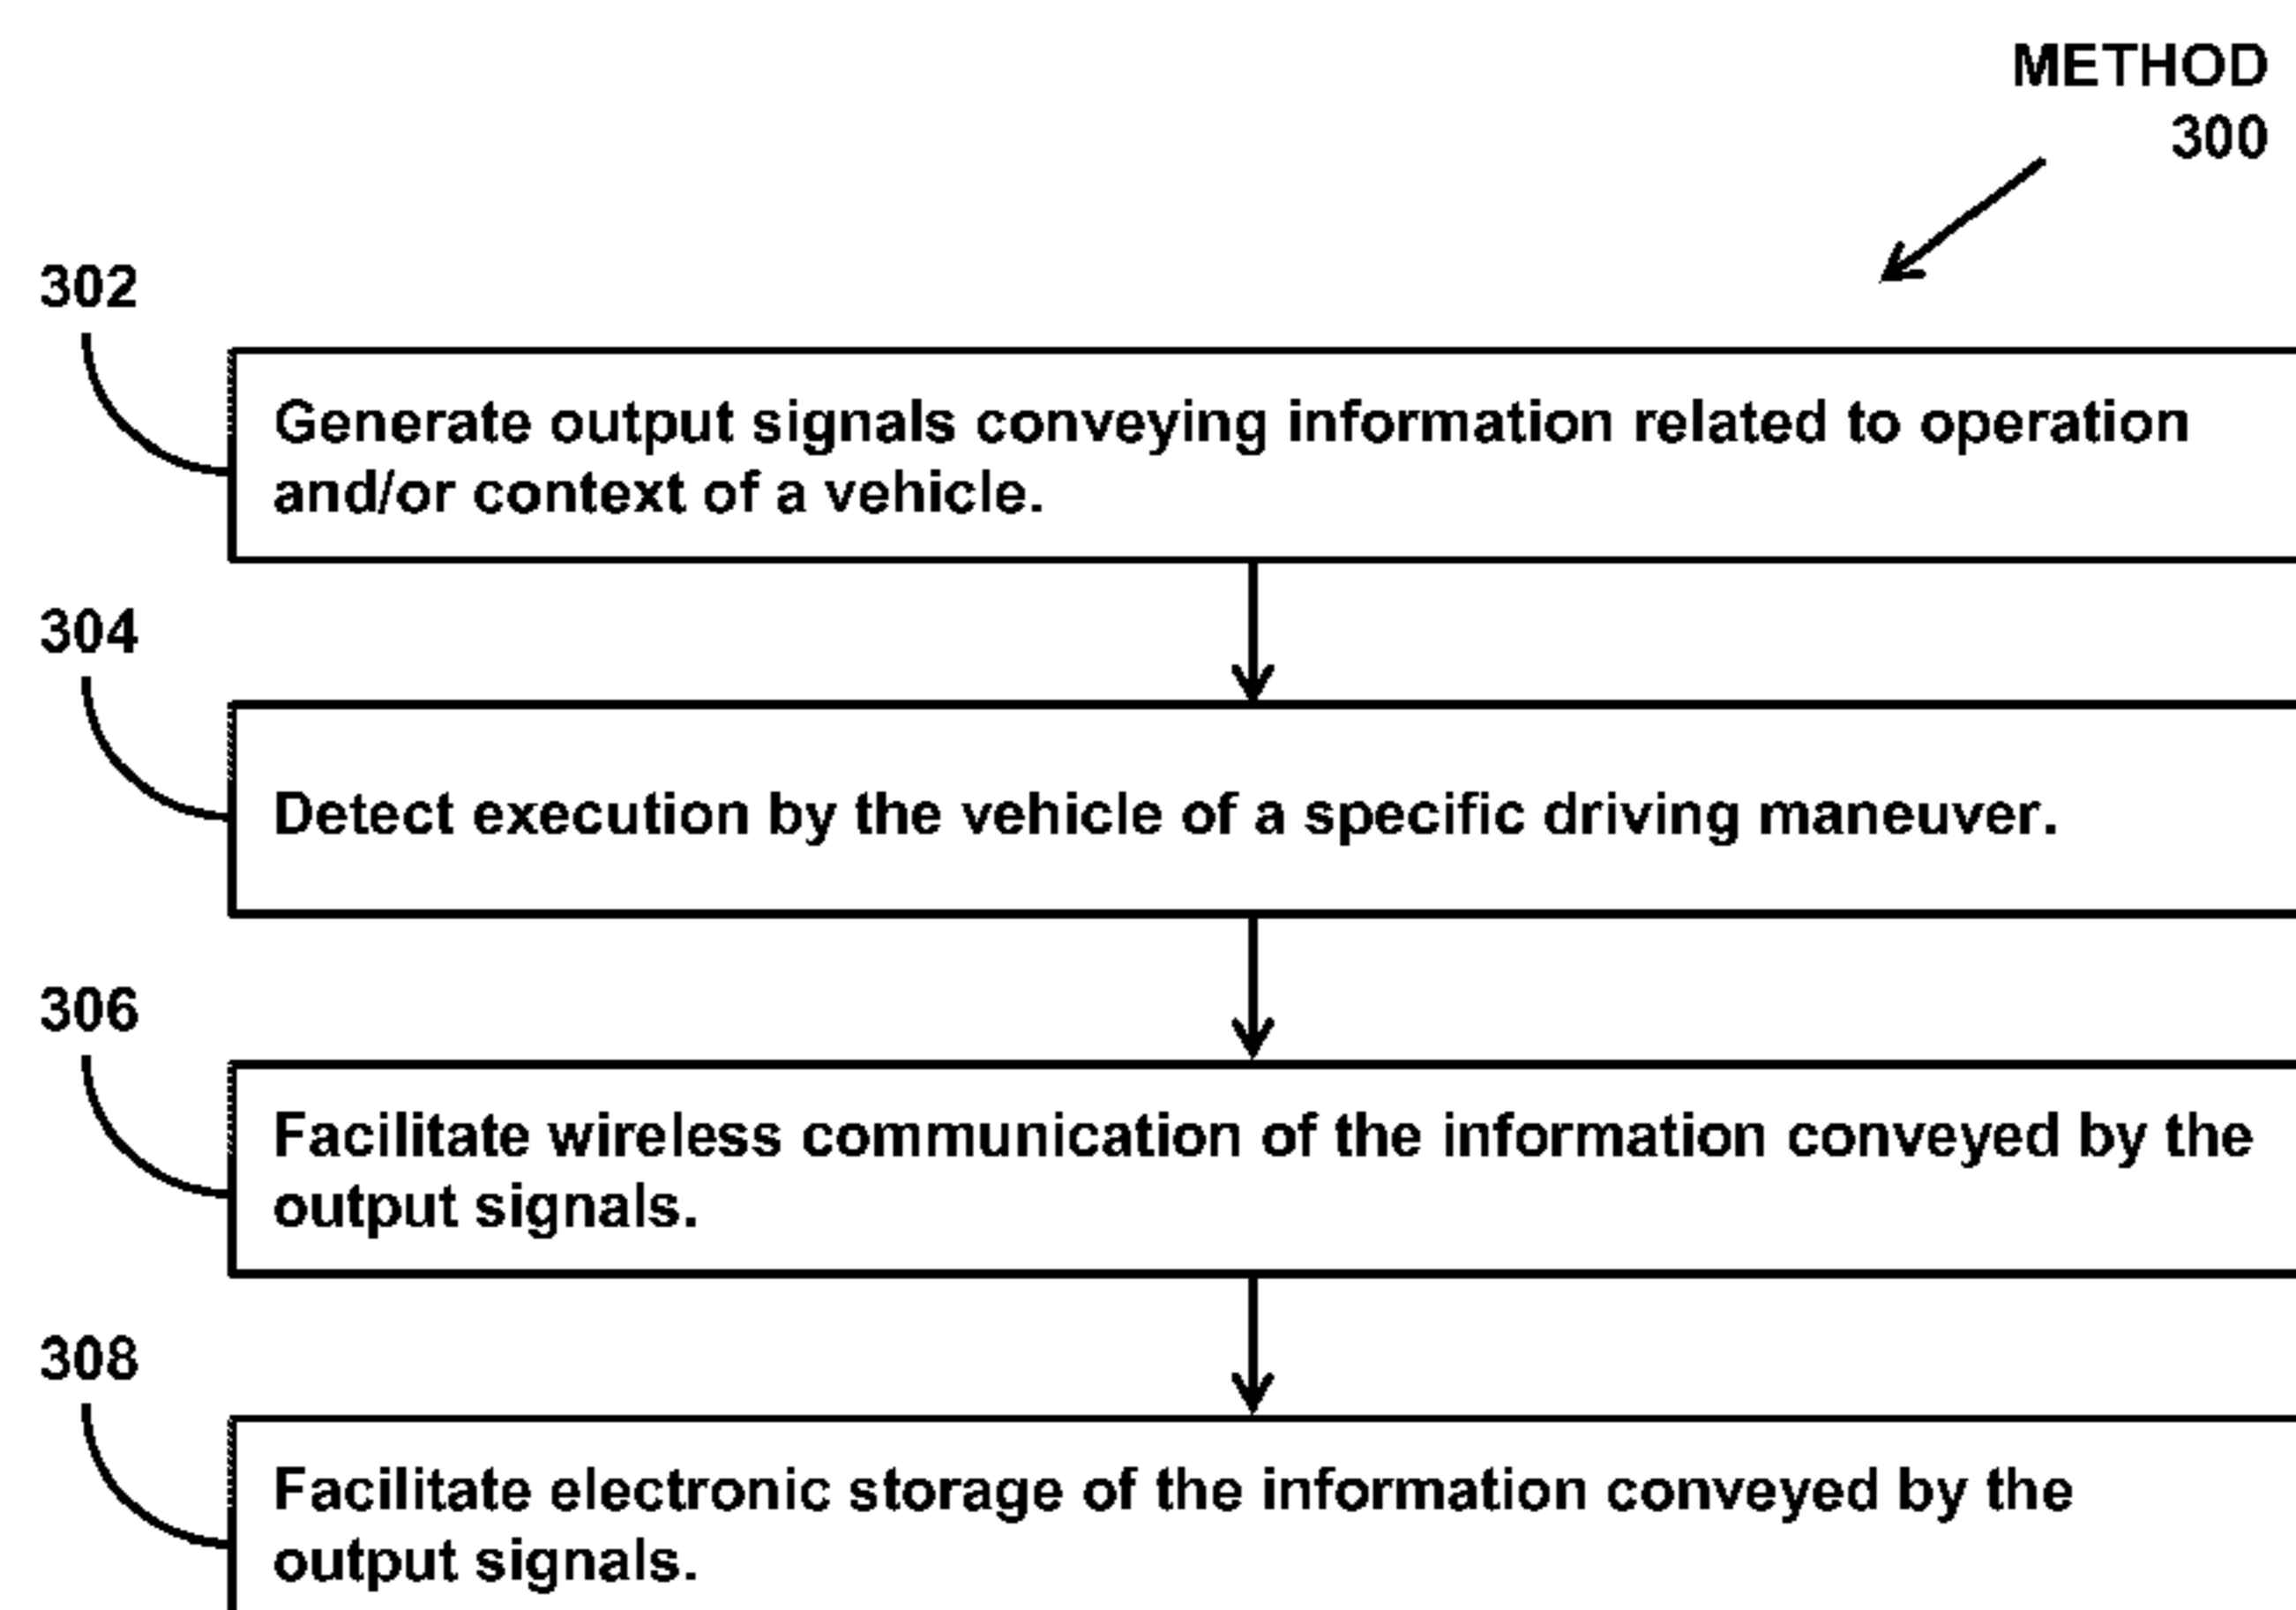 METHOD
300
302
Generate output signals conveying information related to operation
and/or context of a vehicle.
304
Detect execution by the vehicle of a specific driving maneuver.
306
Facilitate wireless communication of the information conveyed by the
output signals.
308
Facilitate electronic storage of the information conveyed by the
output signals.